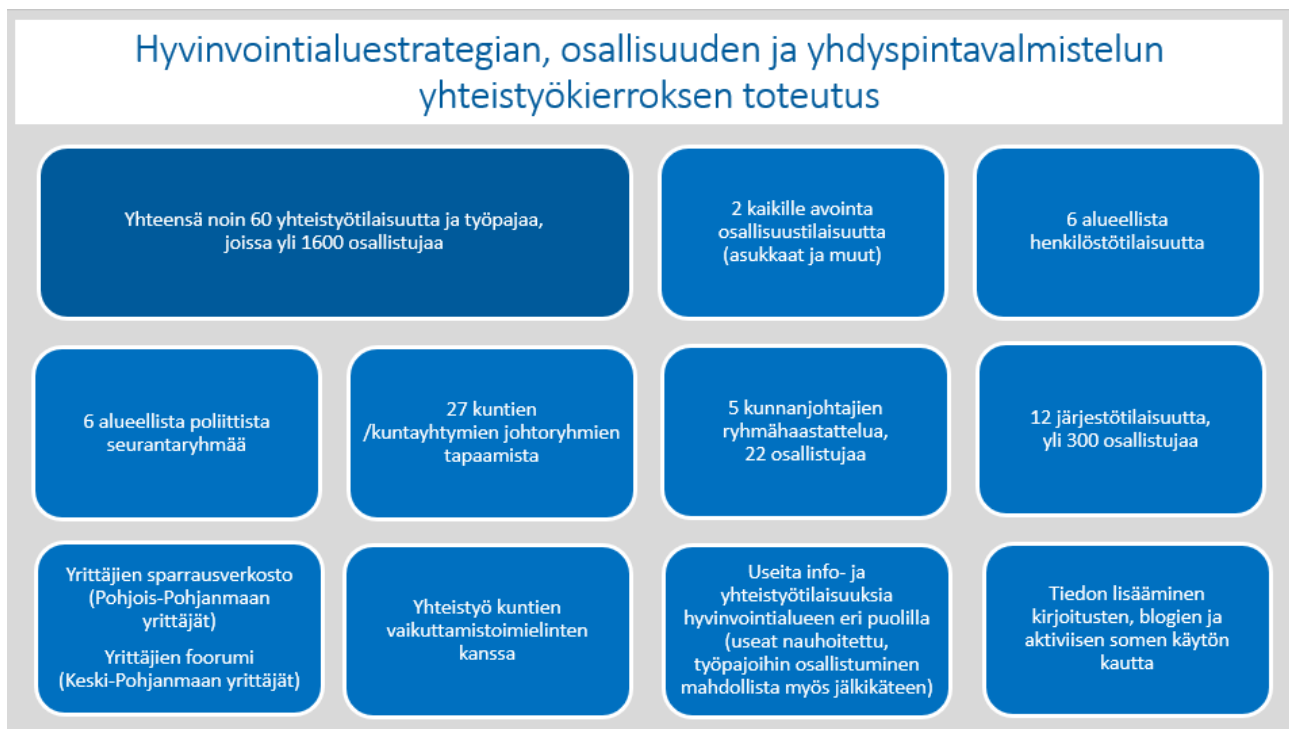 Hyvinvointialuestrategian, osallisuuden ja yhdyspintavalmistelun
yhteistyökierroksen toteutus
Yhteensä noin 60 yhteistyötilaisuutta ja työpajaa,
joissa yli 1600 osallistujaa
2 kaikille avointa
osallisuustilaisuutta
(asukkaat ja muut)
6 alueellista
henkilöstötilaisuutta
6 alueellista poliittista
seurantaryhmää
27 kuntien
/kuntayhtymien johtoryhmien
tapaamista
5 kunnanjohtajien
ryhmähaastattelua,
22 osallistujaa
12 järjestötilaisuutta,
yli 300 osallistujaa
Yrittäjien sparrausverkosto
(Pohjois-Pohjanmaan
yrittäjät)
Yrittäjien foorumi
(Keski-Pohjanmaan yrittäjät)
Yhteistyö kuntien
vaikuttamistoimielinten
kanssa
Useita info- ja
yhteistyötilaisuuksia
hyvinvointialueen eri puolilla
(useat nauhoitettu,
työpajoihin osallistuminen
mahdollista myös jälkikäteen)
Tiedon lisääminen
kirjoitusten, blogien ja
aktiviisen somen käytön
kautta